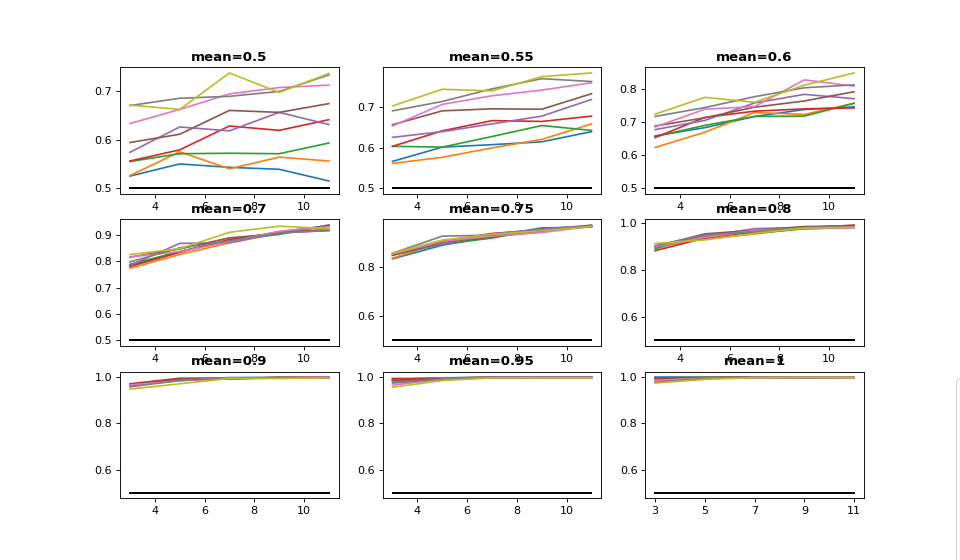 mean=0.5 mean=0.55 mean=0.6
0.7 0.7 0.8
0.6 0.6 0.7
0.6
0.5 0.5 0.5
4 6 8 10 4 6 8 10 4 6 8 10
mean=0.7 mean=0.75 mean=0.8
0.9 1.0
0.8 0.8 0.8
0.7
0.6 0.6 0.6
0.5
4 6 8 10 4 6 8 10 4 6 8 10
mean=0.9 mean=0.95 mean=1
1.0 1.0 1.0
0.8 0.8 0.8
0.6 0.6 0.6
4 6 8 10 4 6 8 10 3 5 7 9 11